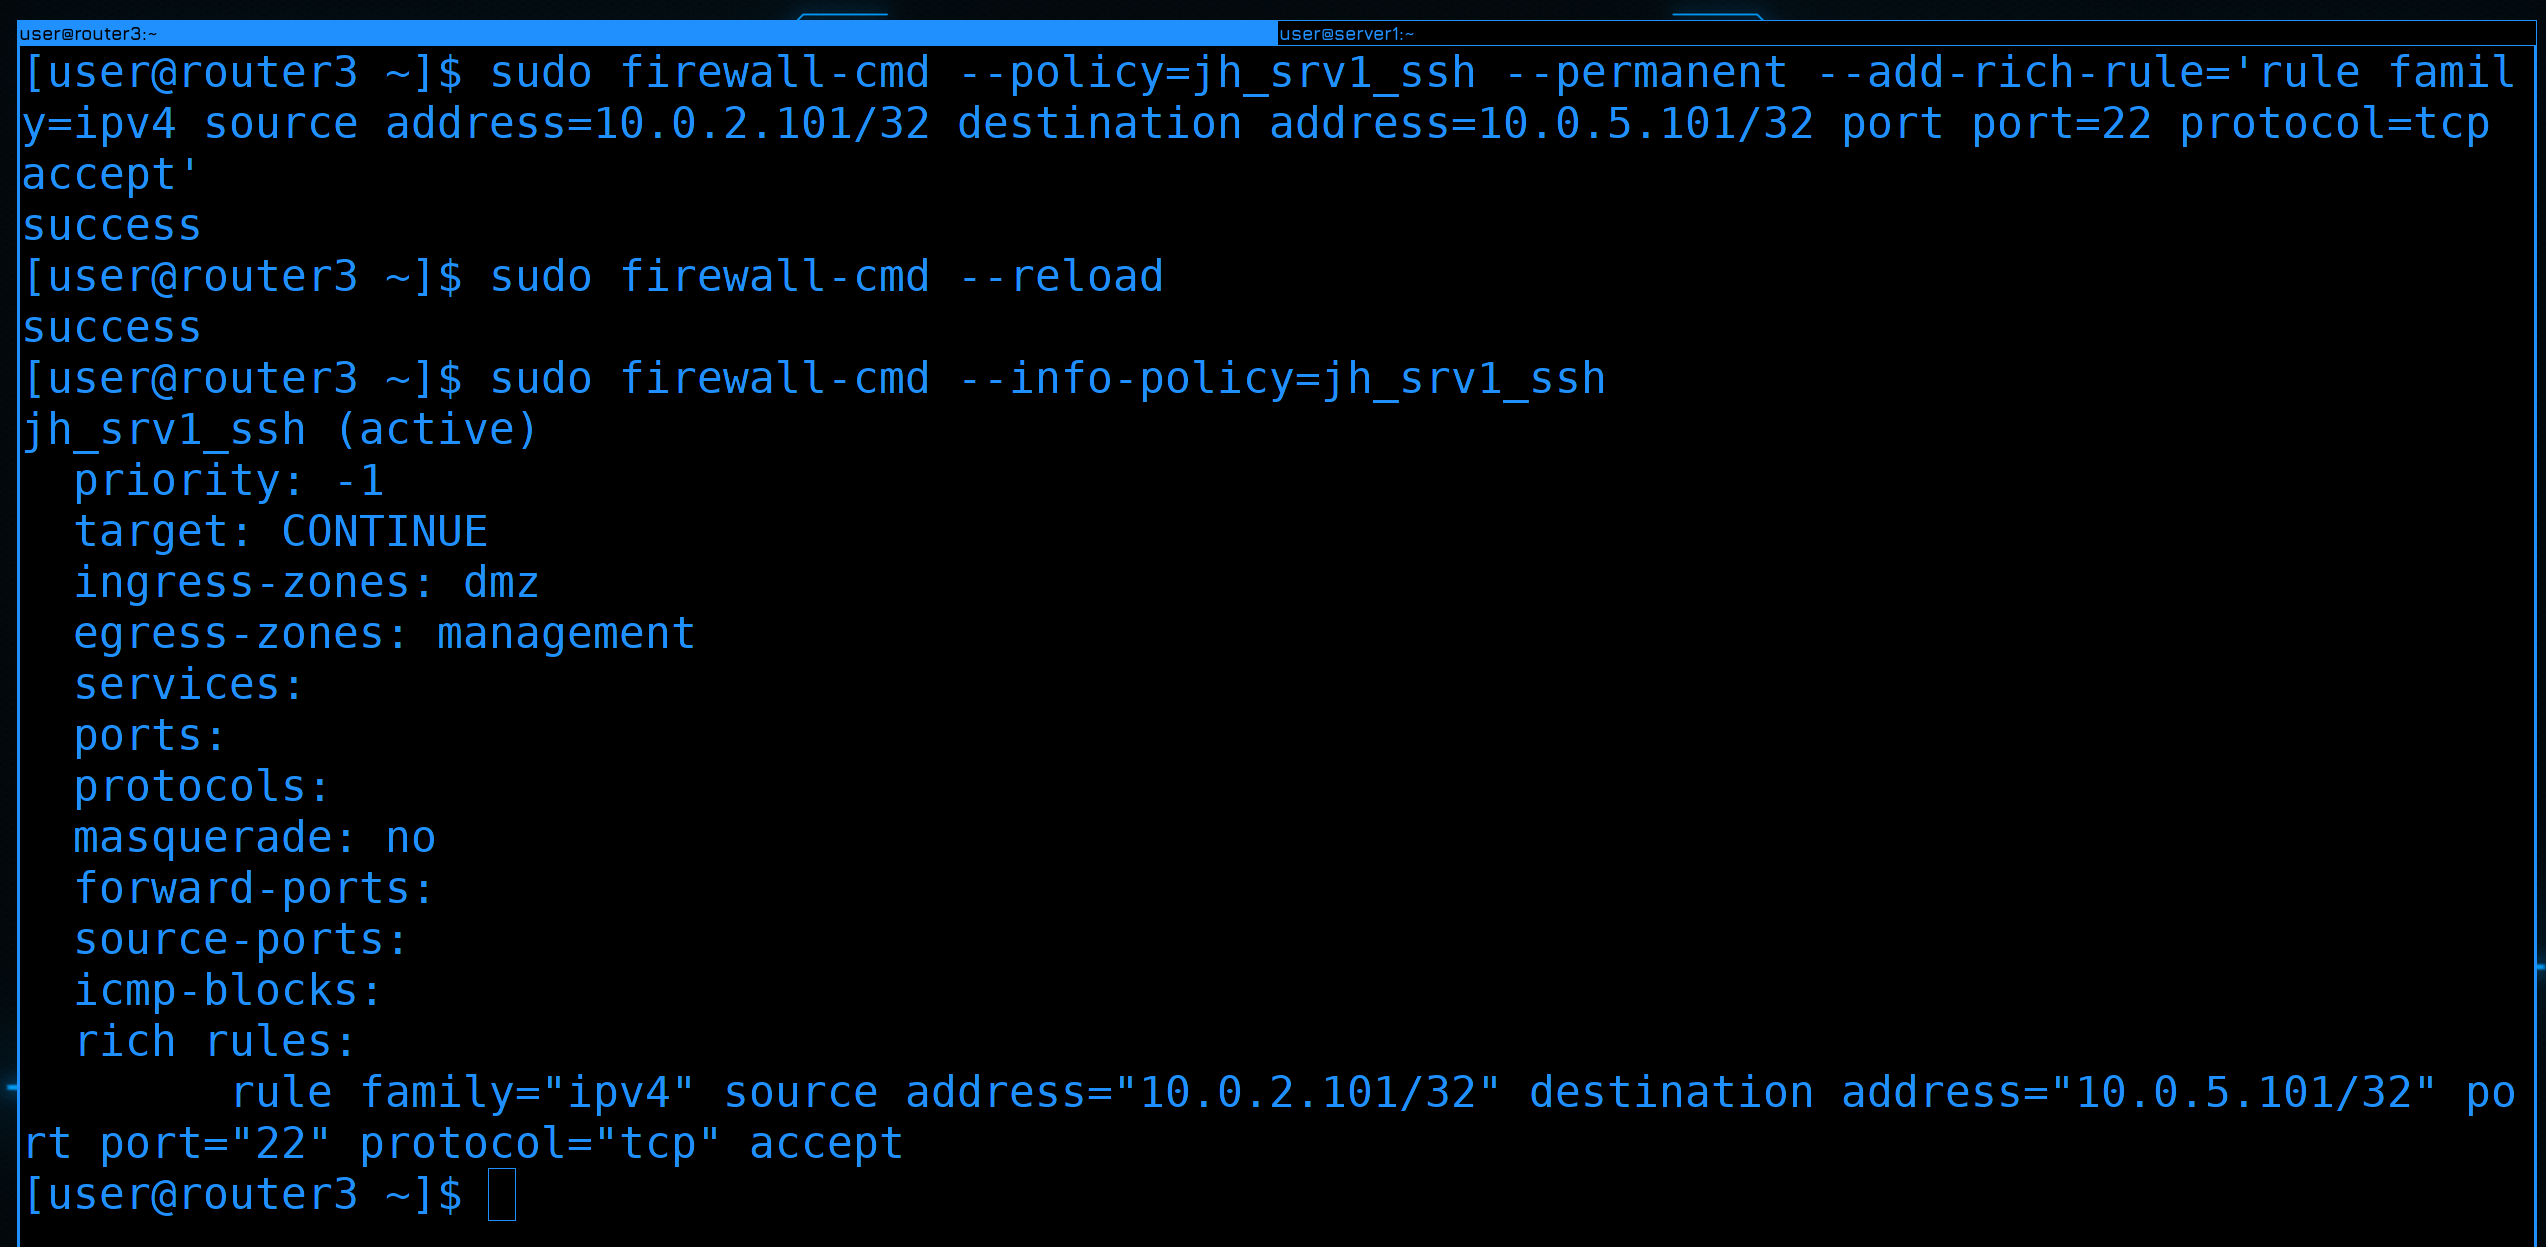 user@router3:~
user@server1:~
[user@router3 ~]$ sudo firewall-cmd --policy=jh_srv1_ssh --permanent --add-rich-rule='rule famil
y=ipv4 source address=10.0.2.101/32 destination address=10.0.5.101/32 port port=22 protocol=tcp
accept'
success
[user@router3 ~]$ sudo firewall-cmd --reload
success
[user@router3 ~]$ sudo firewall-cmd --info-policy=jh_srv1_ssh
jh_srv1_ssh (active)
  priority: -1
  target: CONTINUE
  ingress-zones: dmz
  egress-zones: management
  services:
  ports:
  protocols:
  masquerade: no
  forward-ports:
  source-ports:
  icmp-blocks:
  rich rules:
        rule family="ipv4" source address="10.0.2.101/32" destination address="10.0.5.101/32" po
rt port="22" protocol="tcp" accept
[user@router3 ~]$